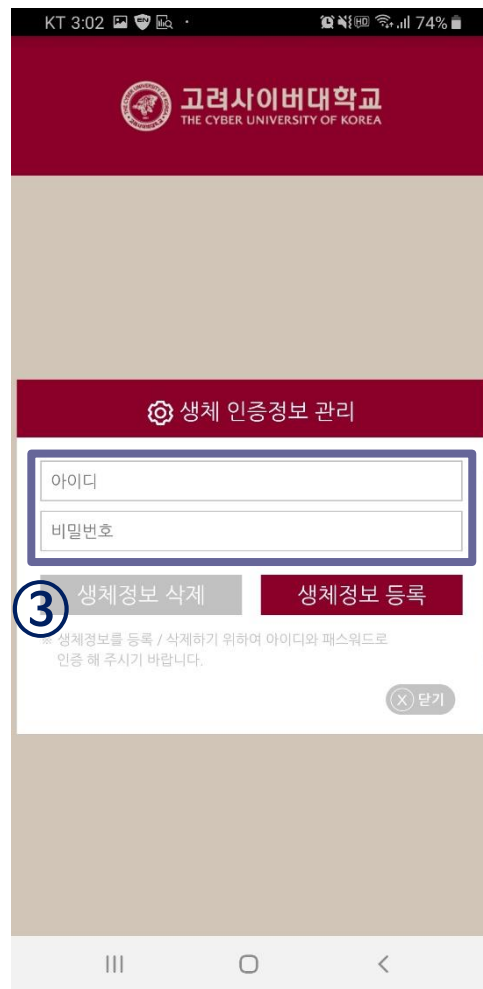 KT 3:02
HD 74%
고려사이버대학교
THE CYBER UNIVERSITY OF KOREA
생체 인증정보 관리
아이디
비밀번호
③
생체정보 삭제 생체정보 등록
※ 생체정보를 등록 / 삭제하기 위하여 아이디와 패스워드로
인증 해 주시기 바랍니다.
X 닫기